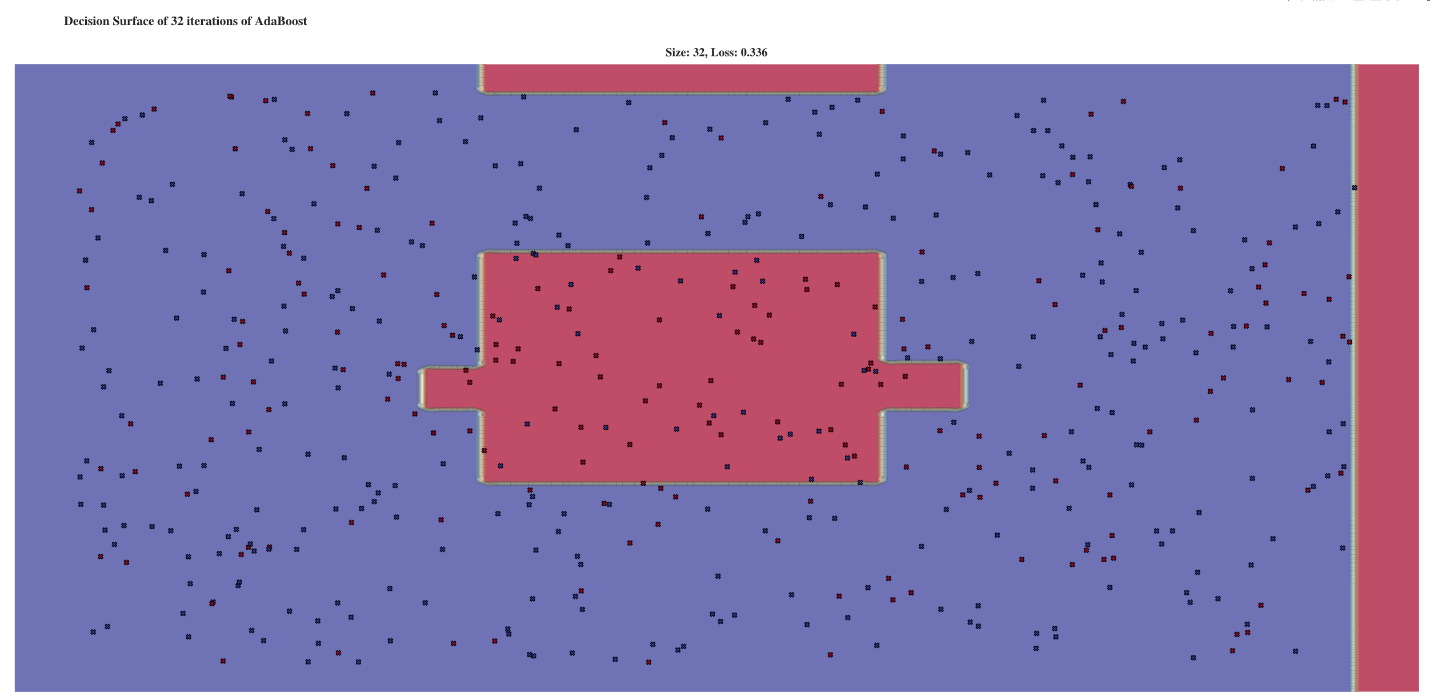 Decision Surface of 32 iterations of AdaBoost
Size: 32, Loss: 0.336